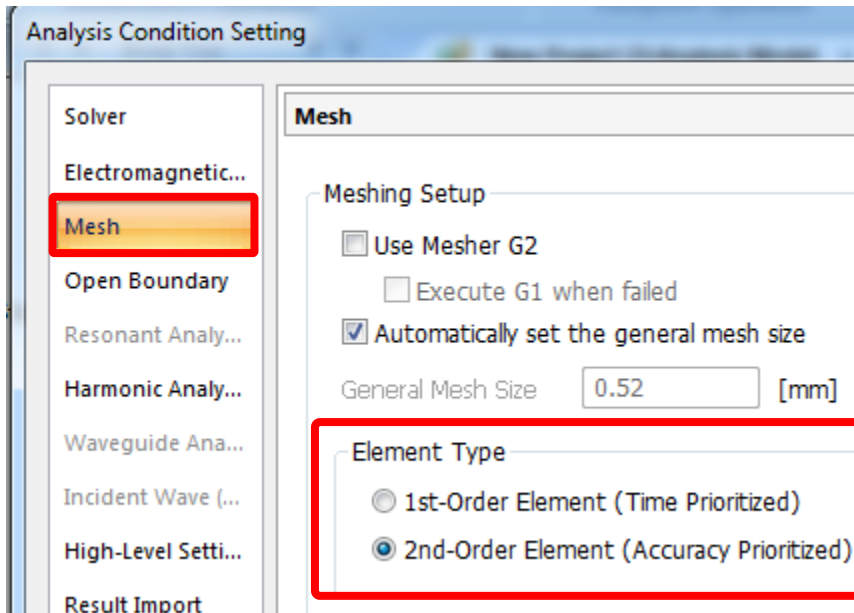 Analysis Condition Setting
Solver
Electromagnetic...
Mesh
Open Boundary
Resonant Analy...
Harmonic Analy...
Waveguide Ana...
Incident Wave (...
High-Level Setti...
Result Import
Mesh
Meshing Setup
Use Mesher G2
Execute G1 when failed
Automatically set the general mesh size
General Mesh Size 0.52 [mm]
Element Type
1st-Order Element (Time Prioritized)
2nd-Order Element (Accuracy Prioritized)